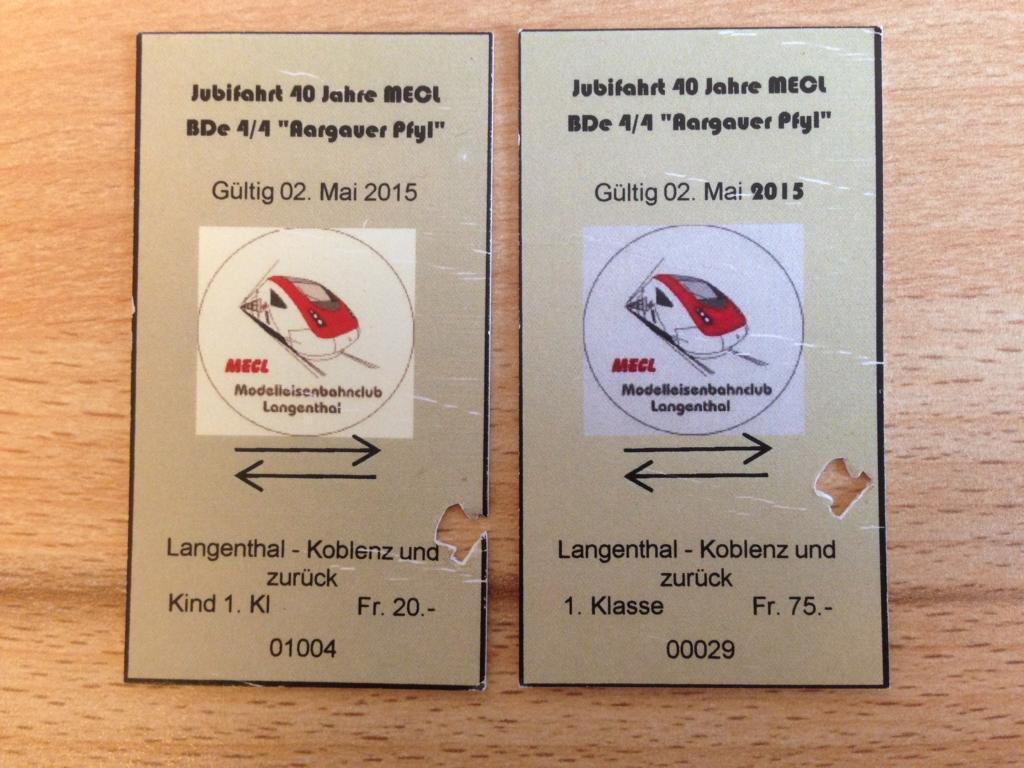 Jubifahrt 40 Jahre MECL
BDe 4/4 "Aargauer Pfyl"
Gültig 02. Mai 2015
MECL
Modelleisenbahnclub
Langenthal
Langenthal - Koblenz und
zurück
Kind 1. Kl Fr. 20.-
01004
Jubifahrt 40 Jahre MECL
BDe 4/4 "Aargauer Pfyl"
Gültig 02. Mai 2015
MECL
Modelleisenbahnclub
Langenthal
Langenthal - Koblenz und
zurück
1. Klasse Fr. 75.-
00029